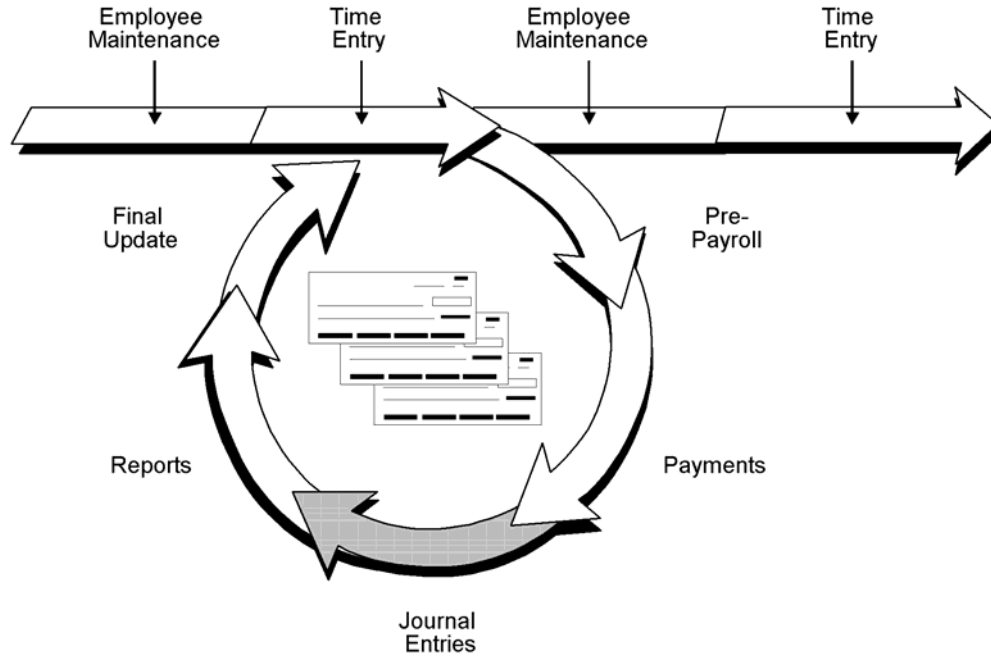 Employee
Maintenance
Time
Entry
Employee
Maintenance
Time
Entry
Final
Update
Pre-
Payroll
Reports
Payments
Journal
Entries